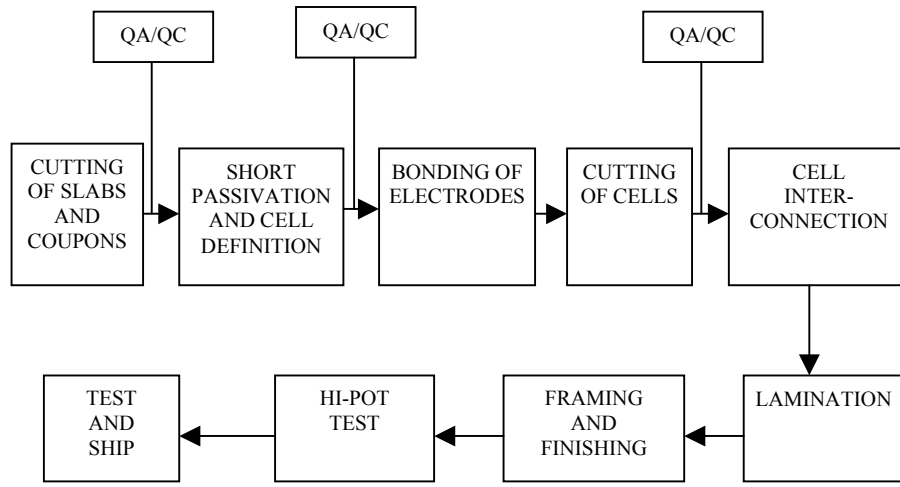 QA/QC
QA/QC
QA/QC
CUTTING
OF SLABS
AND
COUPONS
SHORT
PASSIVATION
AND CELL
DEFINITION
BONDING OF
ELECTRODES
CUTTING
OF CELLS
CELL
INTER-
CONNECTION
TEST
AND
SHIP
HI-POT
TEST
FRAMING
AND
FINISHING
LAMINATION